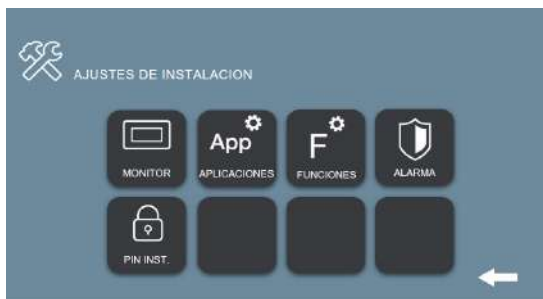 AJUSTES DE INSTALACION
App
F
MONITOR
APLICACIONES
FUNCIONES
ALARMA
PIN INST.